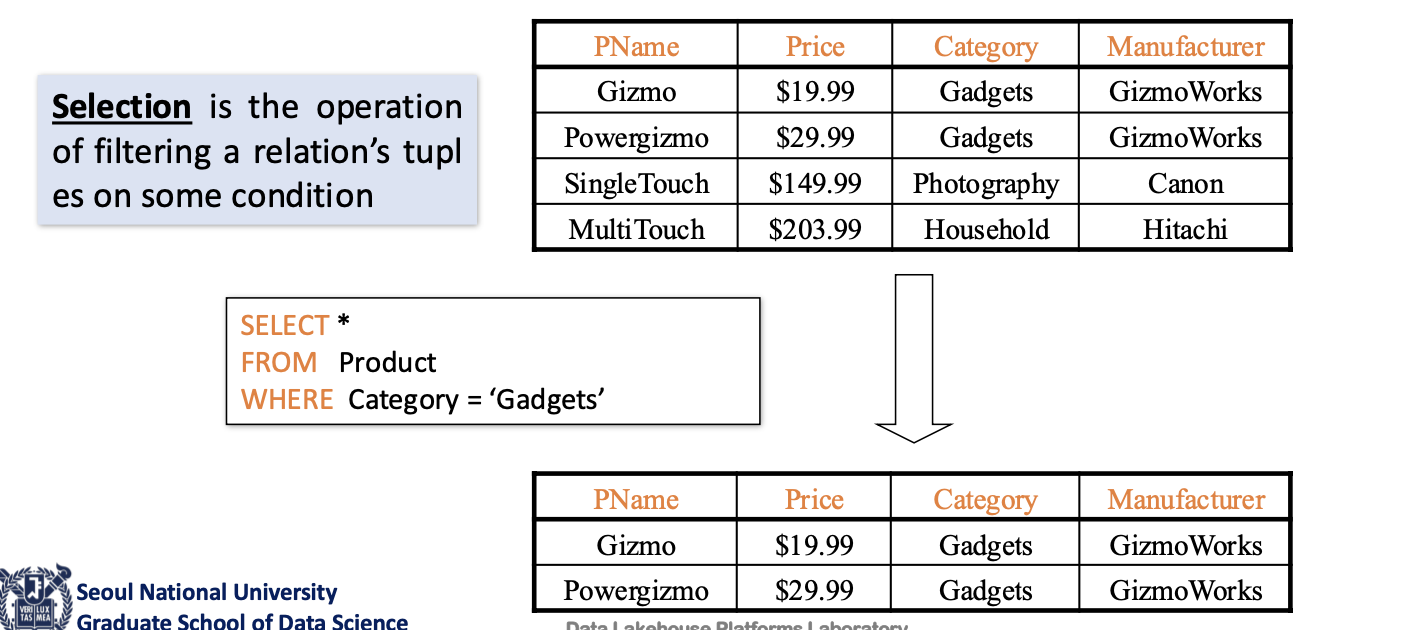 PName Price Category Manufacturer
Gizmo $19.99 Gadgets GizmoWorks
Powergizmo $29.99 Gadgets GizmoWorks
SingleTouch $149.99 Photography Canon
MultiTouch $203.99 Household Hitachi
Selection is the operation
of filtering a relation’s tupl
es on some condition
SELECT *
FROM Product
WHERE Category = ‘Gadgets’
PName Price Category Manufacturer
Gizmo $19.99 Gadgets GizmoWorks
Powergizmo $29.99 Gadgets GizmoWorks
VERI LUX
TAS MEA
Seoul National University
Graduate School of Data Science
Data Lakehouse Platforms Laboratory